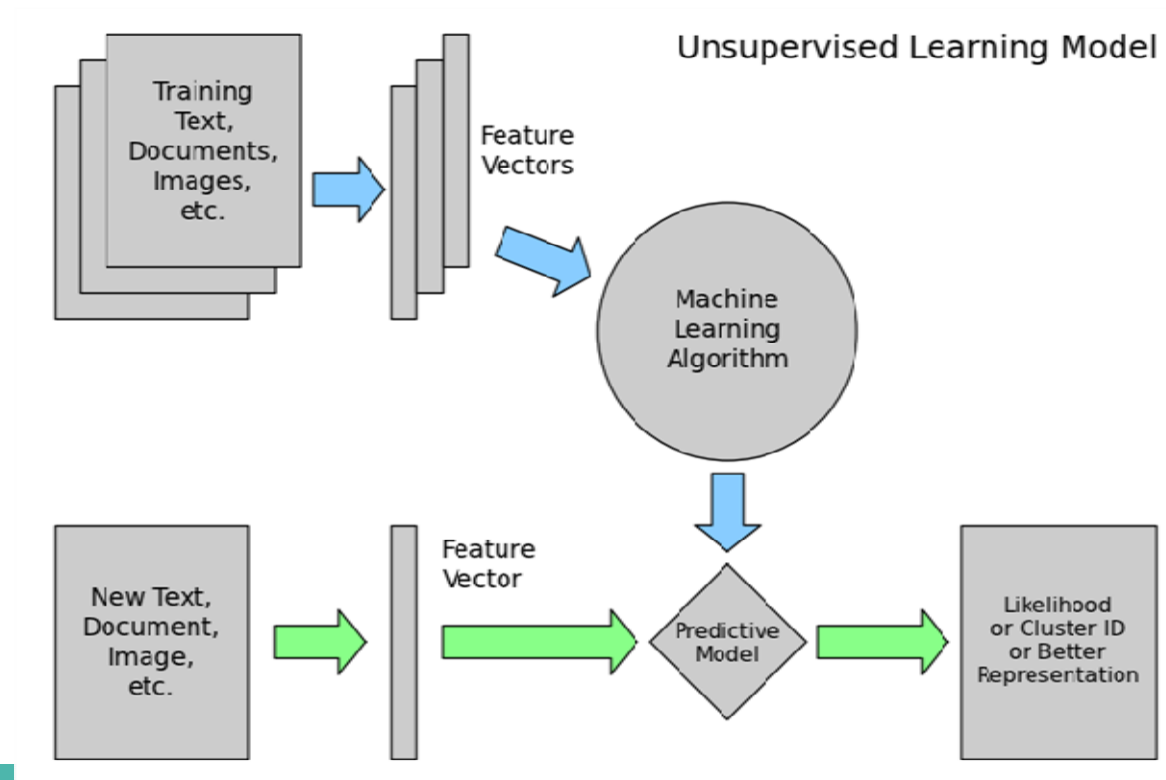 Unsupervised Learning Model
Training
Text,
Documents,
Images,
etc.
Feature
Vectors
Machine
Learning
Algorithm
New Text,
Document,
Image,
etc.
Feature
Vector
Predictive
Model
Likelihood
or Cluster ID
or Better
Representation